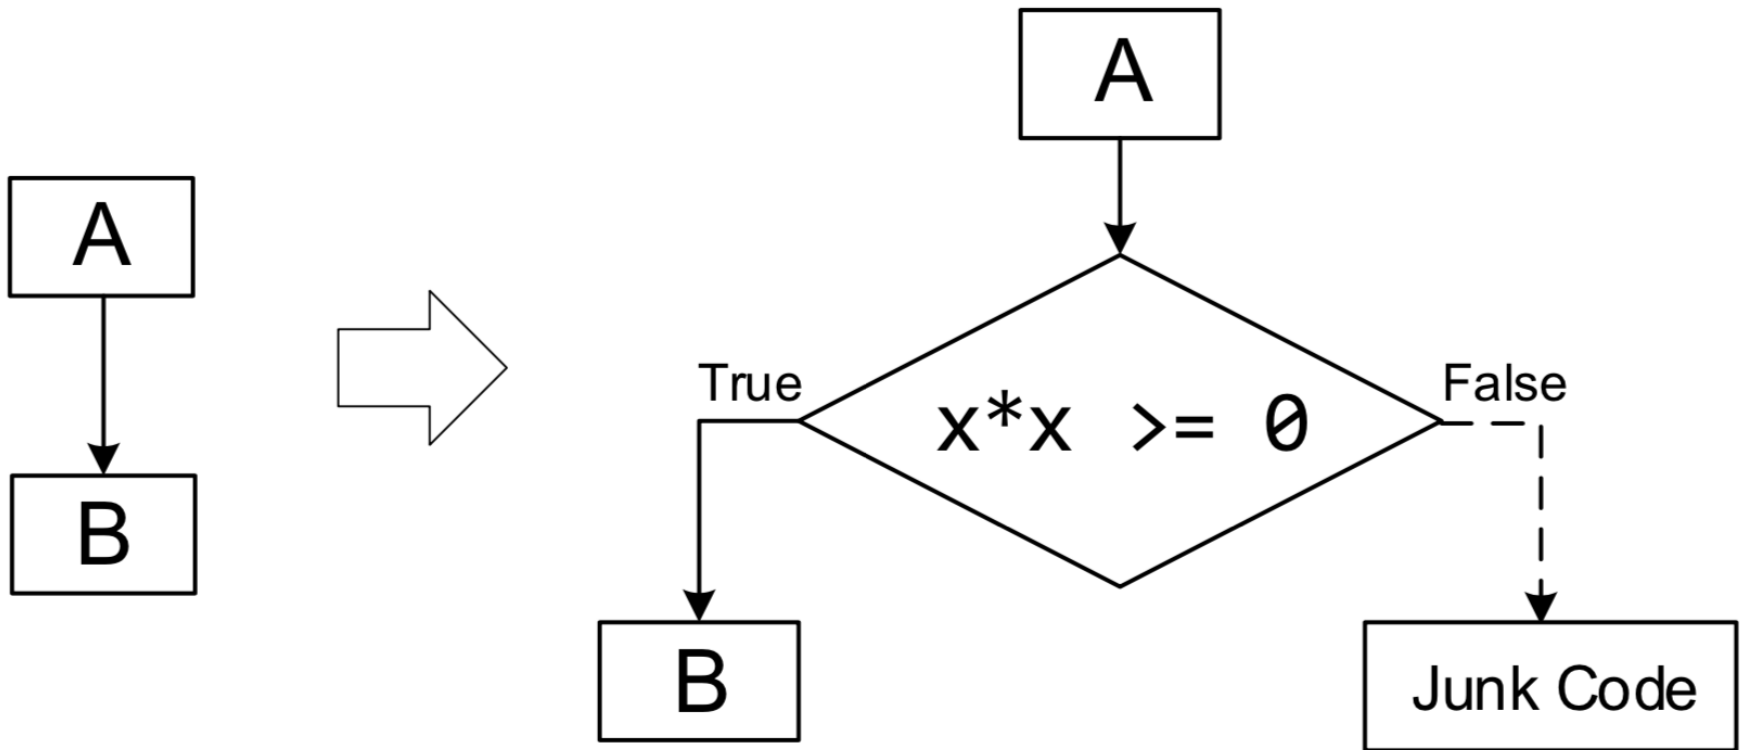 A
B
A
True
x*x >= 0
False
B
Junk Code